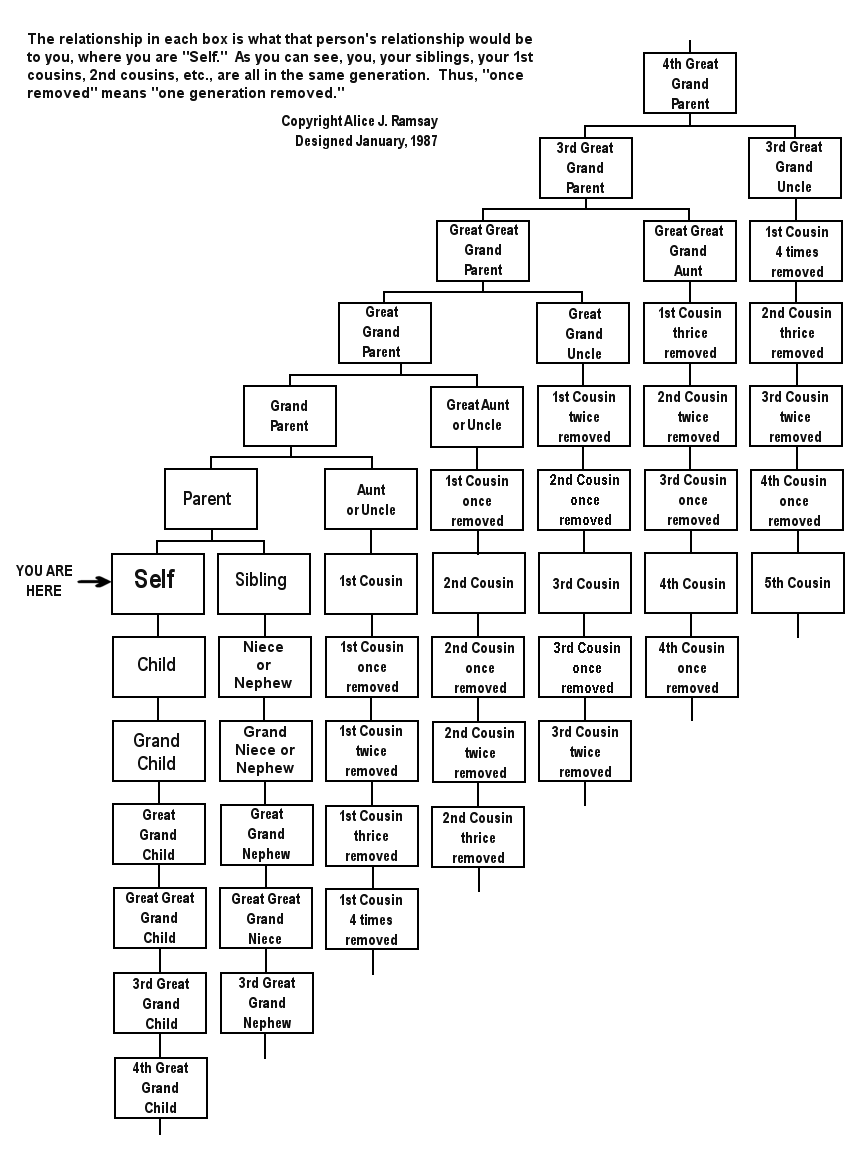 The relationship in each box is what that person's relationship would be
to you, where you are "Self." As you can see, you, your siblings, your 1st
cousins, 2nd cousins, etc., are all in the same generation. Thus, "once
removed" means "one generation removed."
Copyright Alice J. Ramsay
Designed January, 1987
4th Great
Grand
Parent
3rd Great
Grand
Parent
3rd Great
Grand
Uncle
Great Great
Grand
Parent
Great Great
Grand
Aunt
1st Cousin
4 times
removed
Great
Grand
Parent
Great
Grand
Uncle
1st Cousin
thrice
removed
2nd Cousin
thrice
removed
Grand
Parent
Great Aunt
or Uncle
1st Cousin
twice
removed
2nd Cousin
twice
removed
3rd Cousin
twice
removed
Parent
Aunt
or Uncle
1st Cousin
once
removed
2nd Cousin
once
removed
3rd Cousin
once
removed
4th Cousin
once
removed
YOU ARE
HERE
Self
Sibling
1st Cousin
2nd Cousin
3rd Cousin
4th Cousin
5th Cousin
Child
Niece
or
Nephew
1st Cousin
once
removed
2nd Cousin
once
removed
3rd Cousin
once
removed
4th Cousin
once
removed
Grand
Child
Grand
Niece or
Nephew
1st Cousin
twice
removed
2nd Cousin
twice
removed
3rd Cousin
twice
removed
Great
Grand
Child
Great
Grand
Nephew
1st Cousin
thrice
removed
2nd Cousin
thrice
removed
Great Great
Grand
Child
Great Great
Grand
Niece
1st Cousin
4 times
removed
3rd Great
Grand
Child
3rd Great
Grand
Nephew
4th Great
Grand
Child